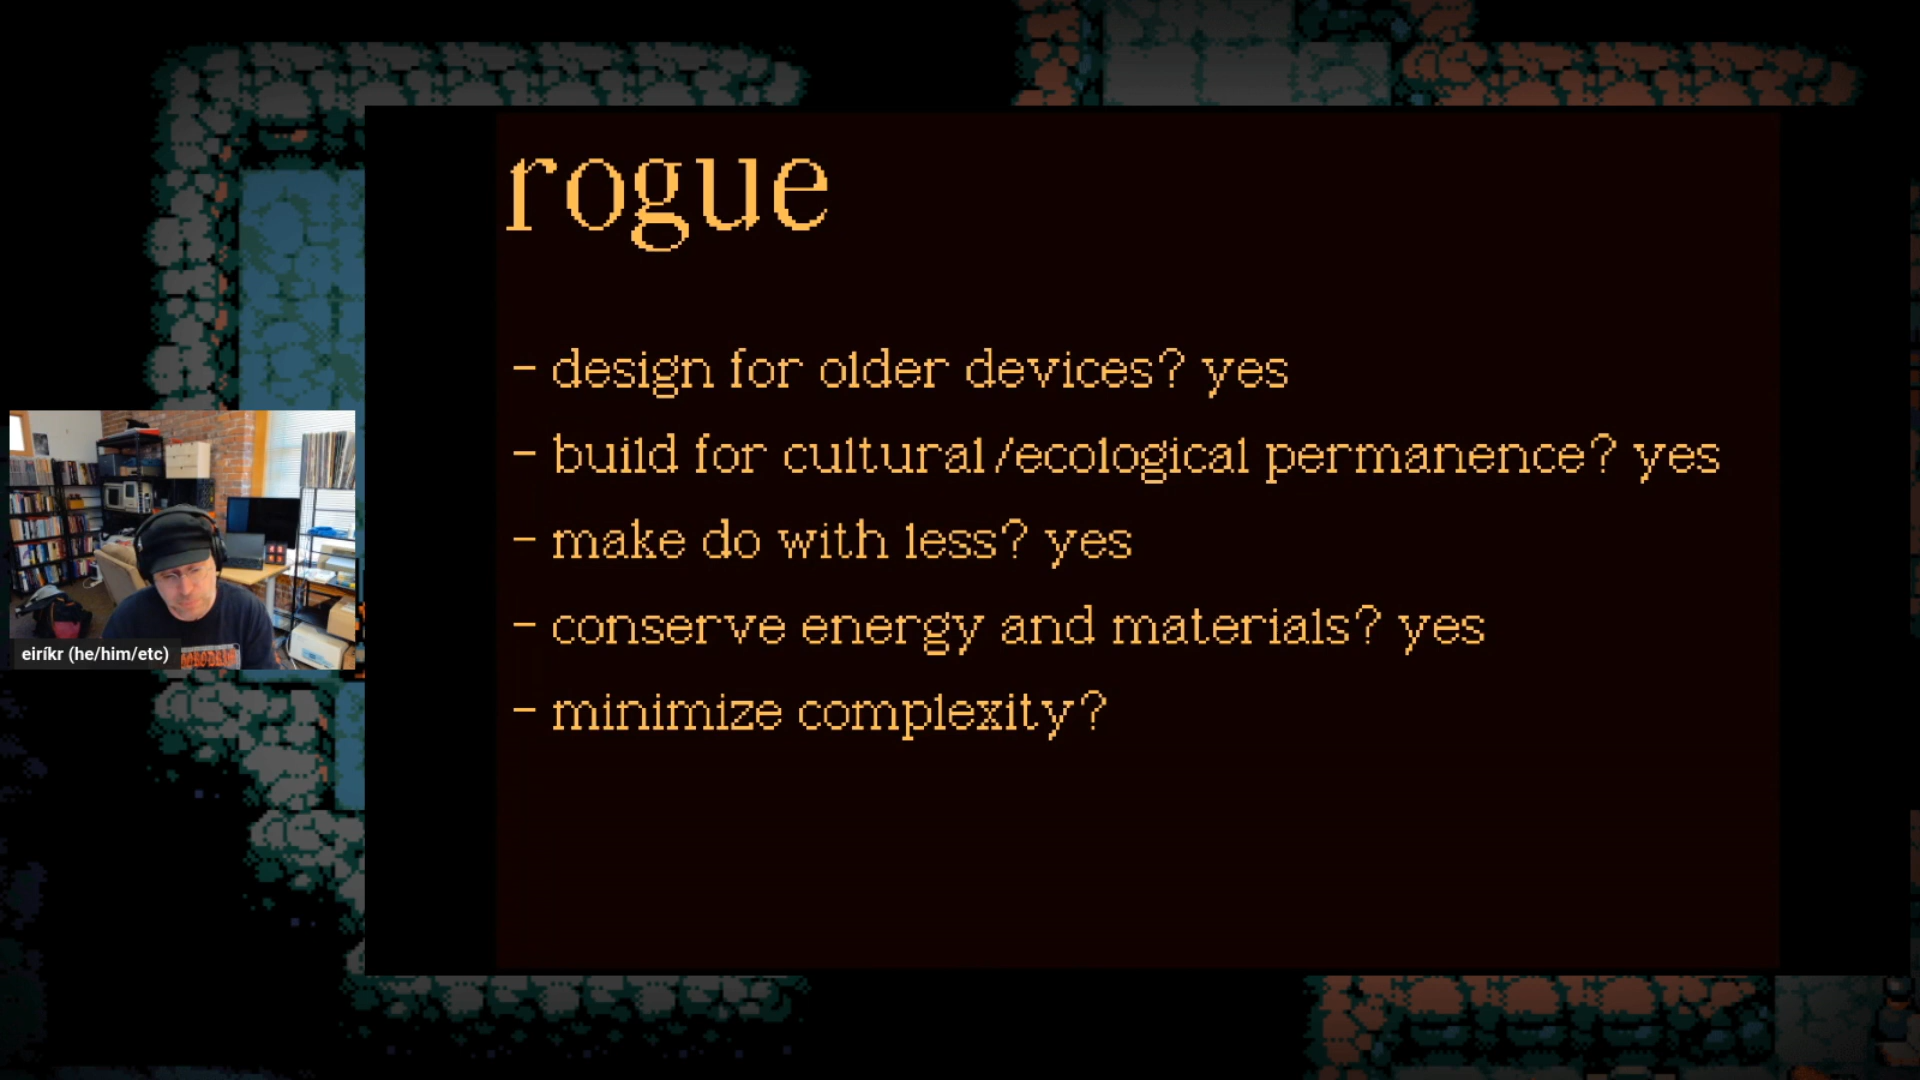 rogue
- design for older devices? yes
- build for cultural/ecological permanence? yes
- make do with less? yes
- conserve energy and materials? yes
- minimize complexity?
eiríkr (he/him/etc)